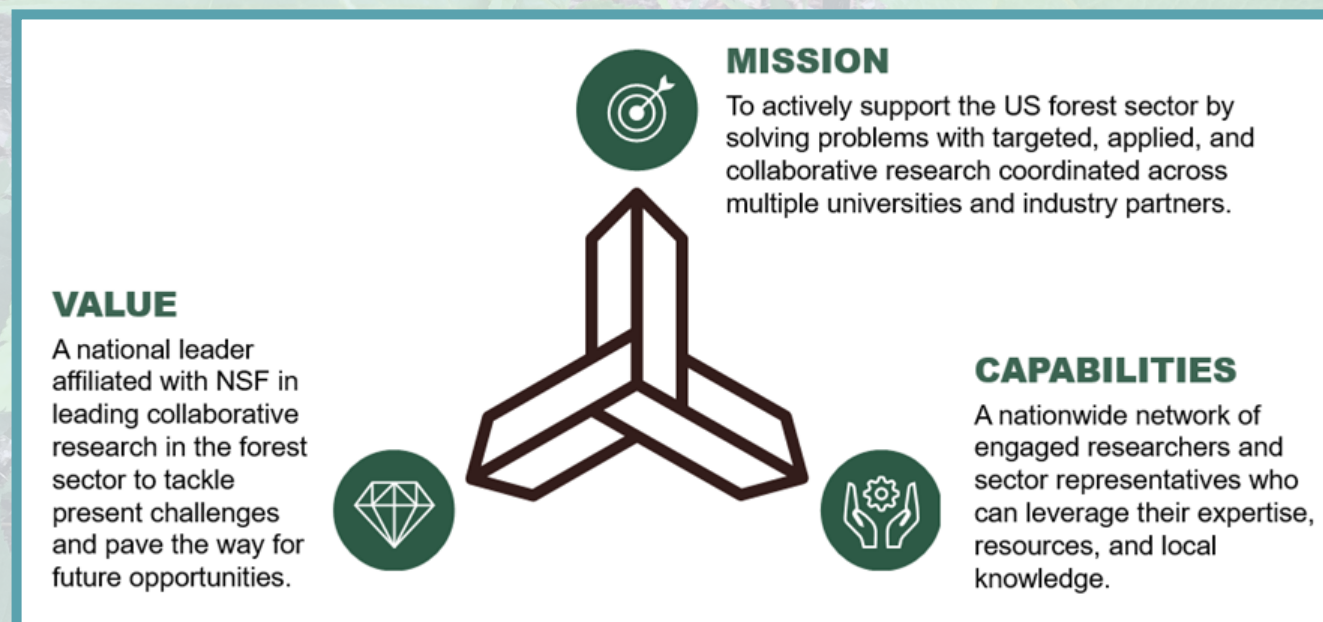 MISSION
To actively support the US forest sector by
solving problems with targeted, applied, and
collaborative research coordinated across
multiple universities and industry partners.
VALUE
A national leader
affiliated with NSF in
leading collaborative
research in the forest
sector to tackle
present challenges
and pave the way for
future opportunities.
CAPABILITIES
A nationwide network of
engaged researchers and
sector representatives who
can leverage their expertise,
resources, and local
knowledge.